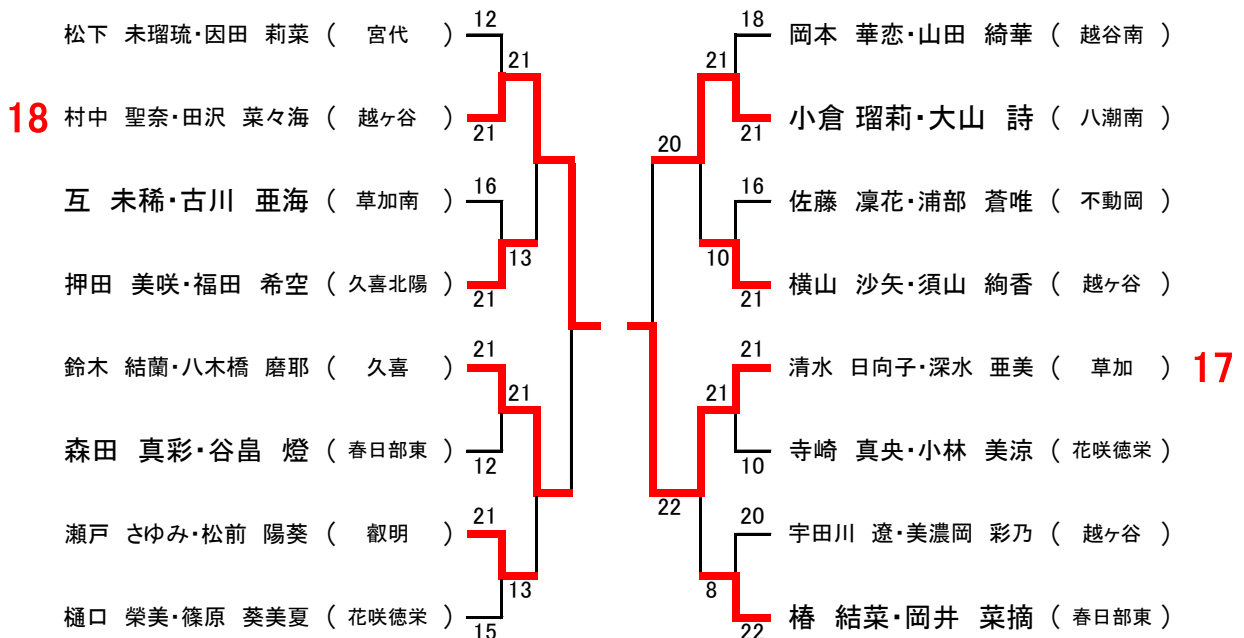 松下 未瑠琉・因田 莉菜 ( 宮代 ) 12
21
18 村中 聖奈・田沢 菜々海 ( 越ヶ谷 ) 21
互 未稀・古川 亜海 ( 草加南 ) 16
13
押田 美咲・福田 希空 ( 久喜北陽 ) 21
鈴木 結蘭・八木橋 磨耶 ( 久喜 ) 21
21
森田 真彩・谷畠 燈 ( 春日部東 ) 12
瀬戸 さゆみ・松前 陽葵 ( 叡明 ) 21
13
樋口 榮美・篠原 葵美夏 ( 花咲徳栄 ) 15
18 岡本 華恋・山田 綺華 ( 越谷南 )
21
21 小倉 瑠莉・大山 詩 ( 八潮南 )
20
16 佐藤 凜花・浦部 蒼唯 ( 不動岡 )
10
21 横山 沙矢・須山 絢香 ( 越ヶ谷 )
21 清水 日向子・深水 亜美 ( 草加 ) 17
21
10 寺崎 真央・小林 美涼 ( 花咲徳栄 )
22
20 宇田川 遼・美濃岡 彩乃 ( 越ヶ谷 )
8
22 椿 結菜・岡井 菜摘 ( 春日部東 )